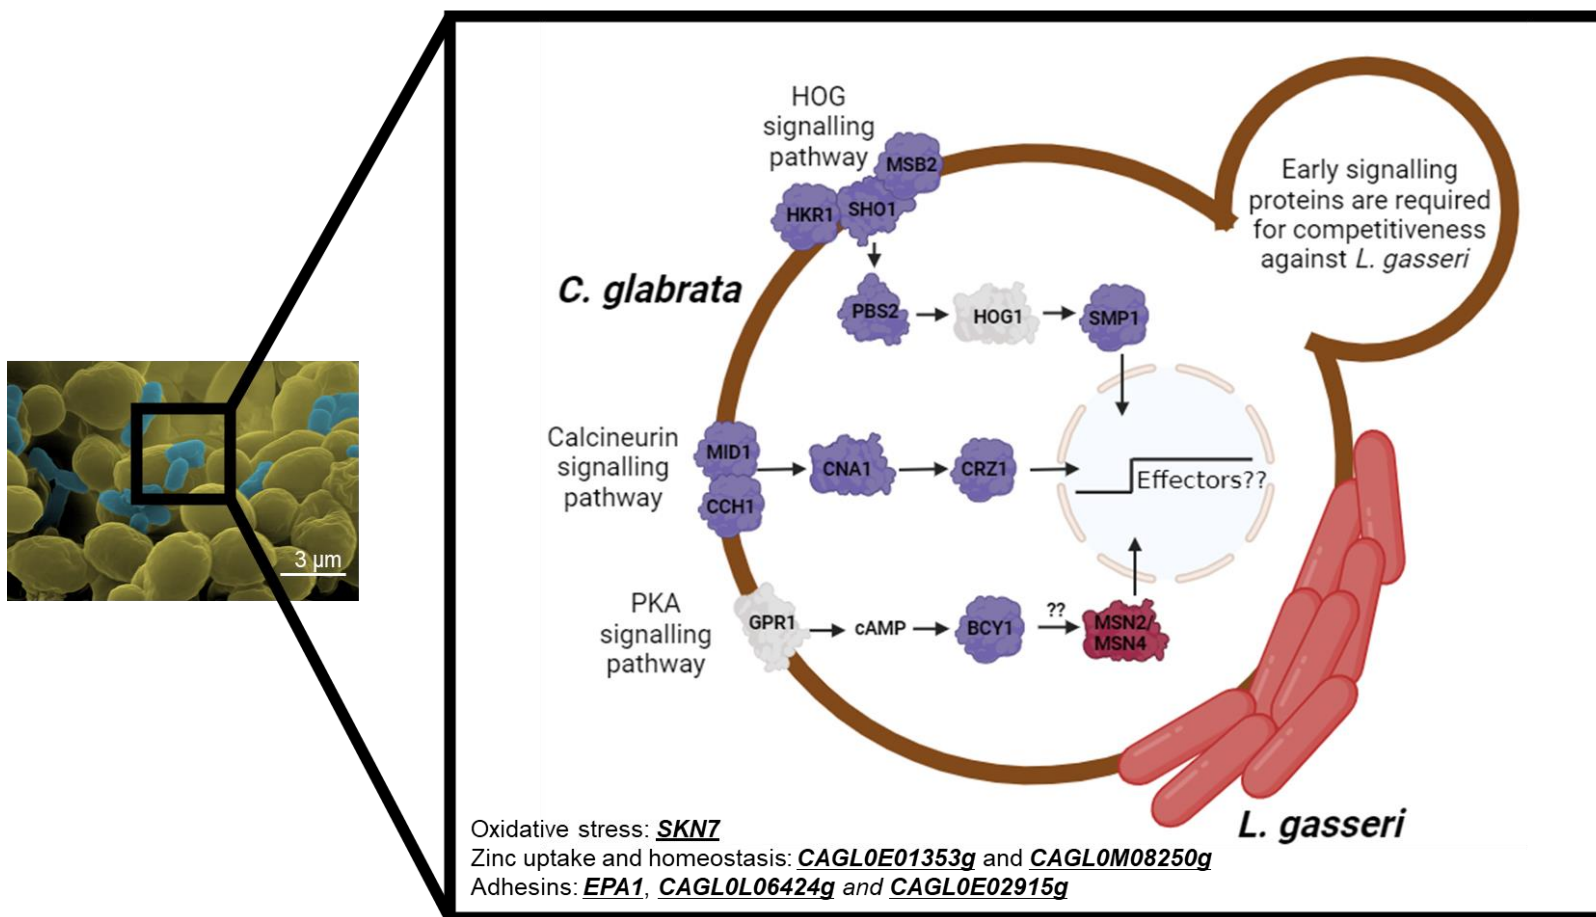 HOG
signalling
pathway
MSB2
HKR1
SHO1
PBS2
HOG1
SMP1
C. glabrata
Early signalling
proteins are required
for competitiveness
against L. gasseri
Calcineurin
signalling
pathway
MID1
CCH1
CNA1
CRZ1
Effectors??
3 µm
PKA
signalling
pathway
GPR1
cAMP
BCY1
??
MSN2/
MSN4
L. gasseri
Oxidative stress: SKN7
Zinc uptake and homeostasis: CAGL0E01353g and CAGL0M08250g
Adhesins: EPA1, CAGL0L06424g and CAGL0E02915g